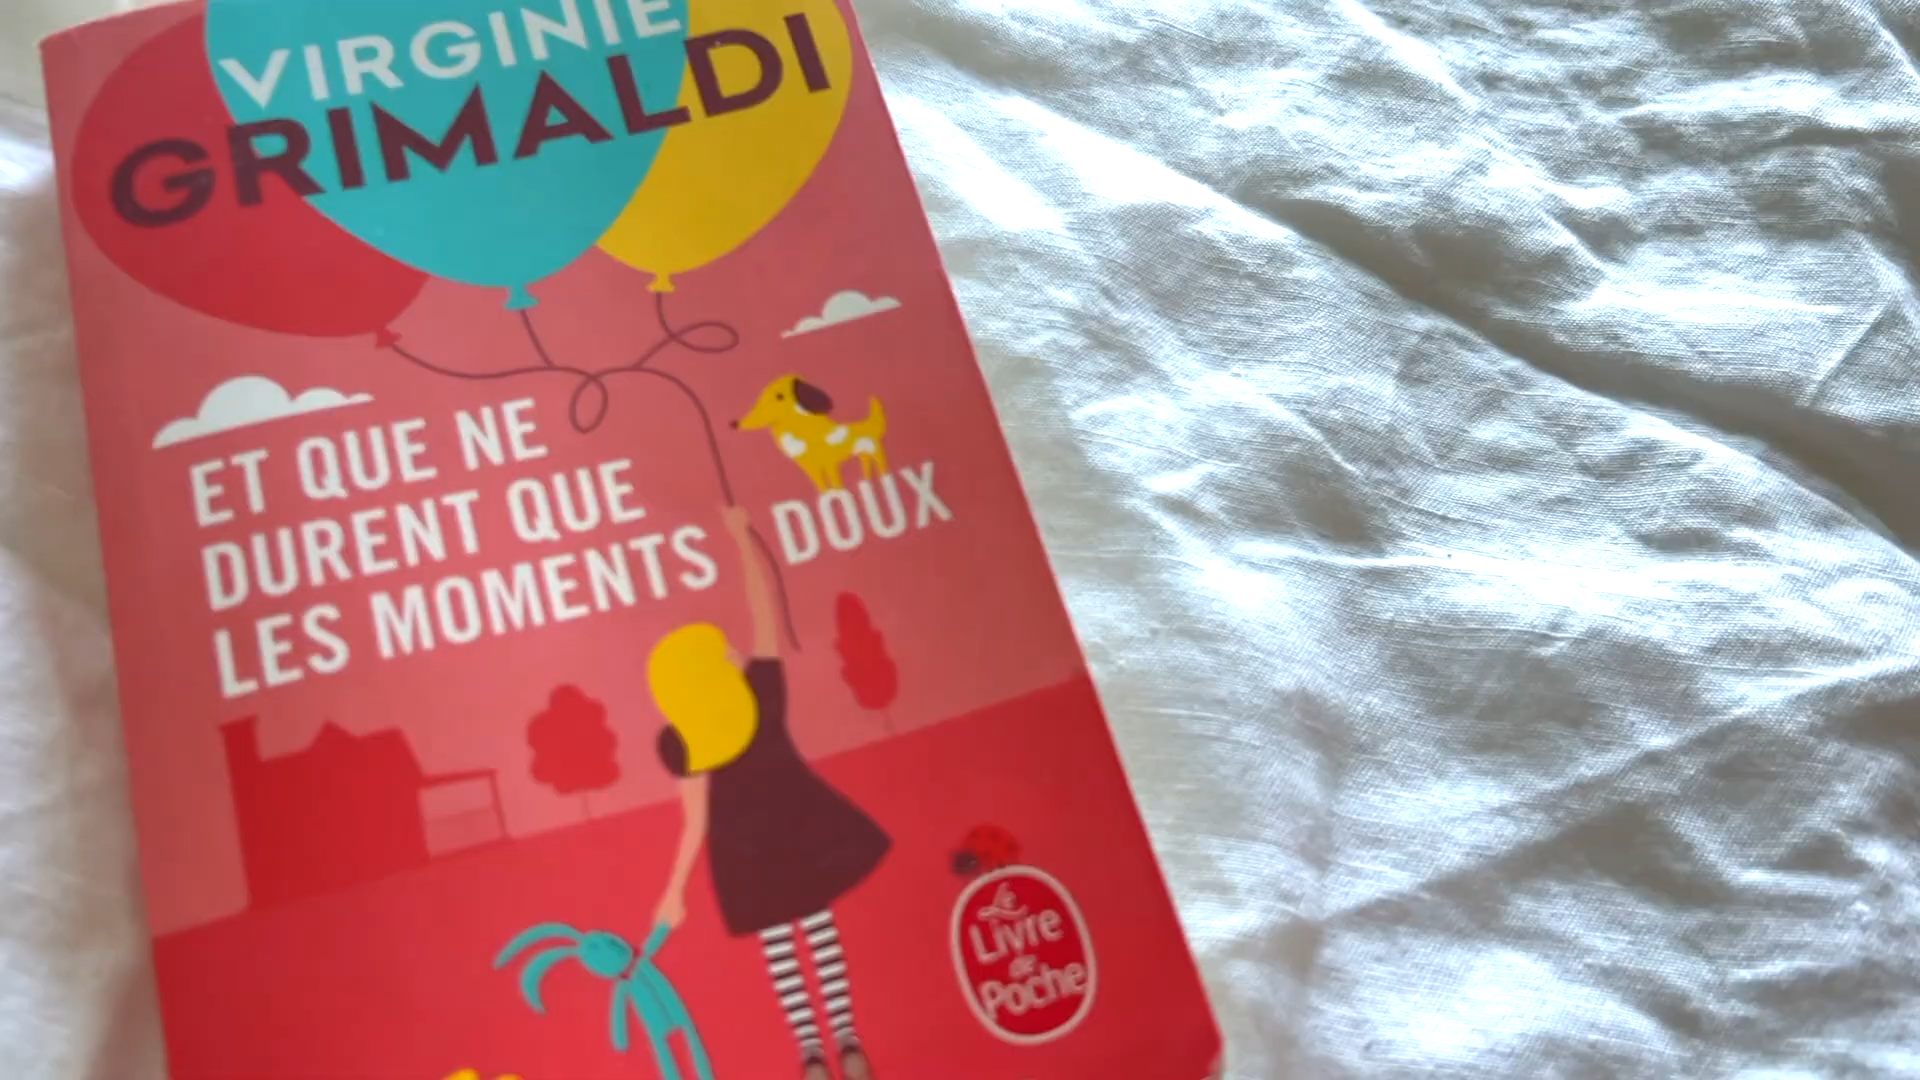 VIRGINIE
GRIMALDI
ET QUE NE
DURENT QUE
LES MOMENTS DOUX
Le
Livre
de
Poche